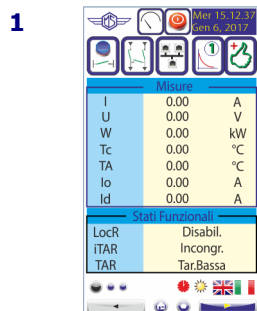 1
Mer 15.12.37
Gen 6, 2017
1
Misure
I 0.00 A
U 0.00 V
W 0.00 kW
Tc 0.00 °C
TA 0.00 °C
Io 0.00 A
Id 0.00 A
Stati Funzionali
LocR Disabil.
iTAR Incongr.
TAR Tar.Bassa